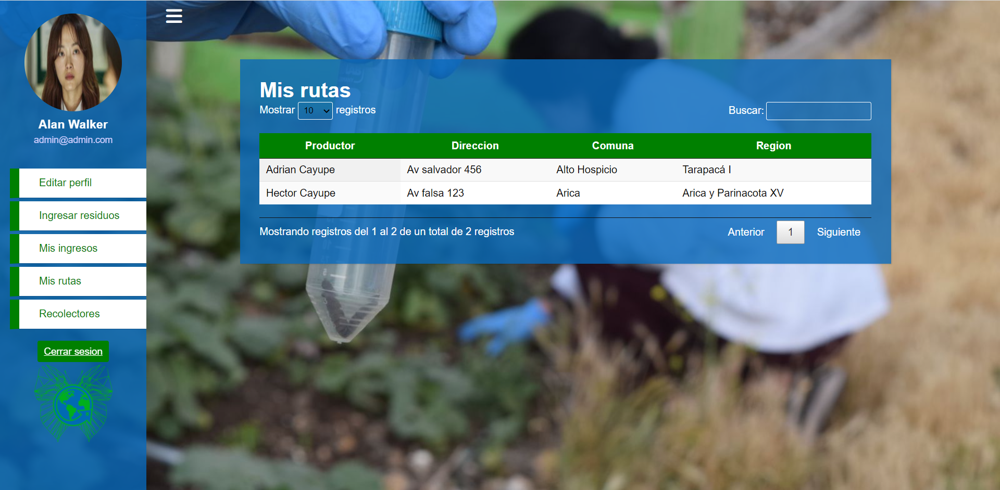 Alan Walker
admin@admin.com
Editar perfil
Ingresar residuos
Mis ingresos
Mis rutas
Recolectores
Cerrar sesion
Mis rutas
Mostrar 10 registros
Buscar:
Productor Direccion Comuna Region
Adrian Cayupe Av salvador 456 Alto Hospicio Tarapacá I
Hector Cayupe Av falsa 123 Arica Arica y Parinacota XV
Mostrando registros del 1 al 2 de un total de 2 registros
Anterior 1 Siguiente